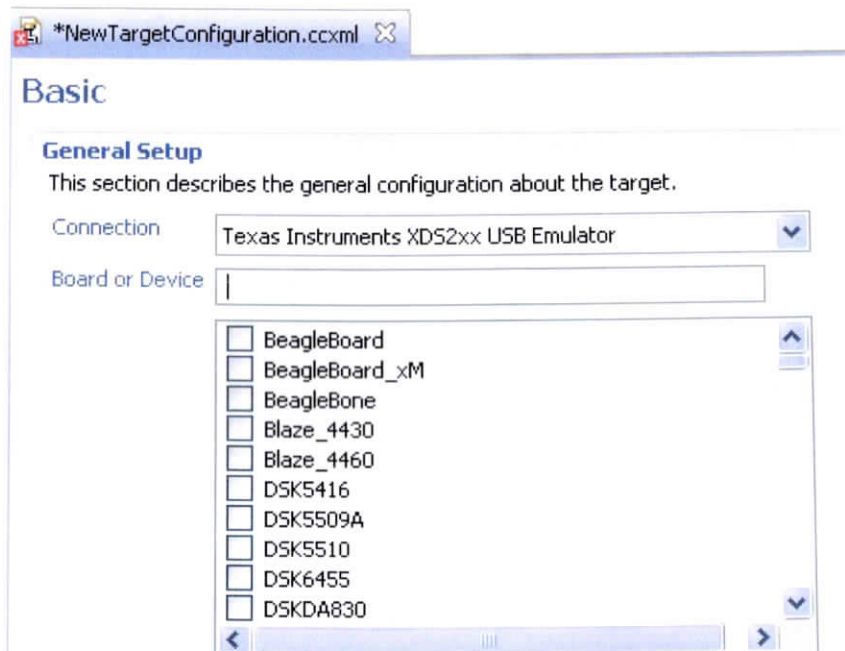 *NewTargetConfiguration.ccxml
Basic
General Setup
This section describes the general configuration about the target.
Connection
Texas Instruments XDS2xx USB Emulator
Board or Device
BeagleBoard
BeagleBoard_xM
BeagleBone
Blaze_4430
Blaze_4460
DSK5416
DSK5509A
DSK5510
DSK6455
DSKDA830